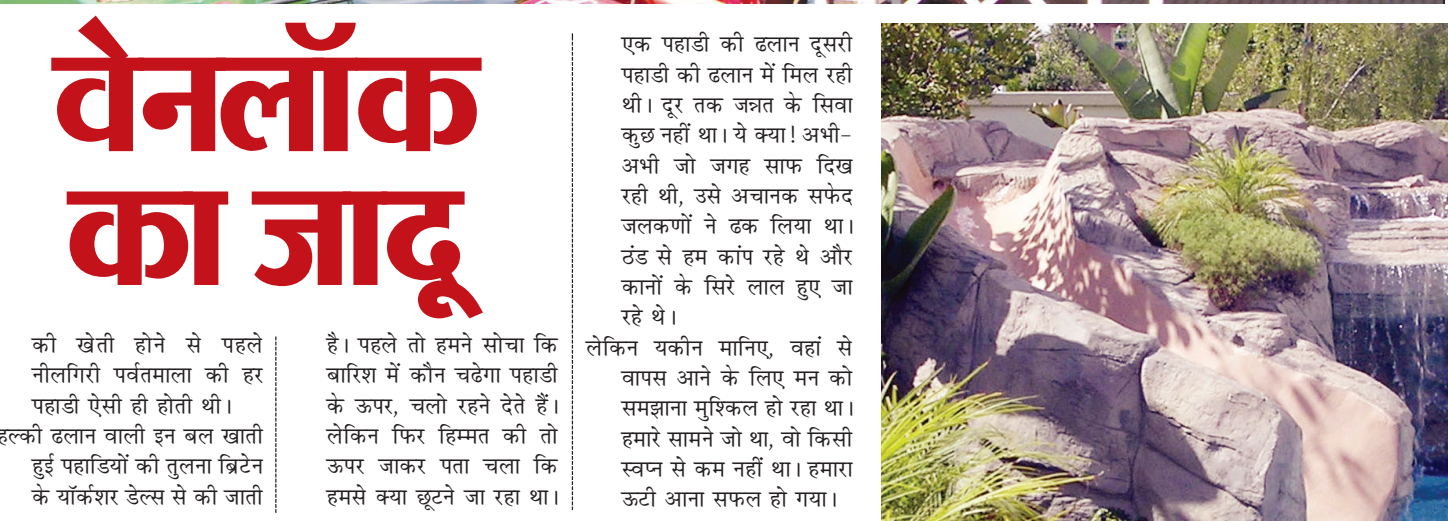 वेनलॉक
का जादू
की खेती होने से पहले
नीलगिरी पर्वतमाला की हर
पहाडी ऐसी ही होती थी।
हल्की ढलान वाली इन बल खाती
हुई पहाडियों की तुलना ब्रिटेन
के यॉर्कशर डेल्स से की जाती
है। पहले तो हमने सोचा कि
बारिश में कौन चढेगा पहाडी
के ऊपर, चलो रहने देते हैं।
लेकिन फिर हिम्मत की तो
ऊपर जाकर पता चला कि
हमसे क्या छूटने जा रहा था।
एक पहाडी की ढलान दूसरी
पहाडी की ढलान में मिल रही
थी। दूर तक जन्नत के सिवा
कुछ नहीं था। ये क्या! अभी-
अभी जो जगह साफ दिख
रही थी, उसे अचानक सफेद
जलकणों ने ढक लिया था।
ठंड से हम कांप रहे थे और
कानों के सिरे लाल हुए जा
रहे थे।
लेकिन यकीन मानिए, वहां से
वापस आने के लिए मन को
समझाना मुश्किल हो रहा था।
हमारे सामने जो था, वो किसी
स्वप्न से कम नहीं था। हमारा
ऊटी आना सफल हो गया।